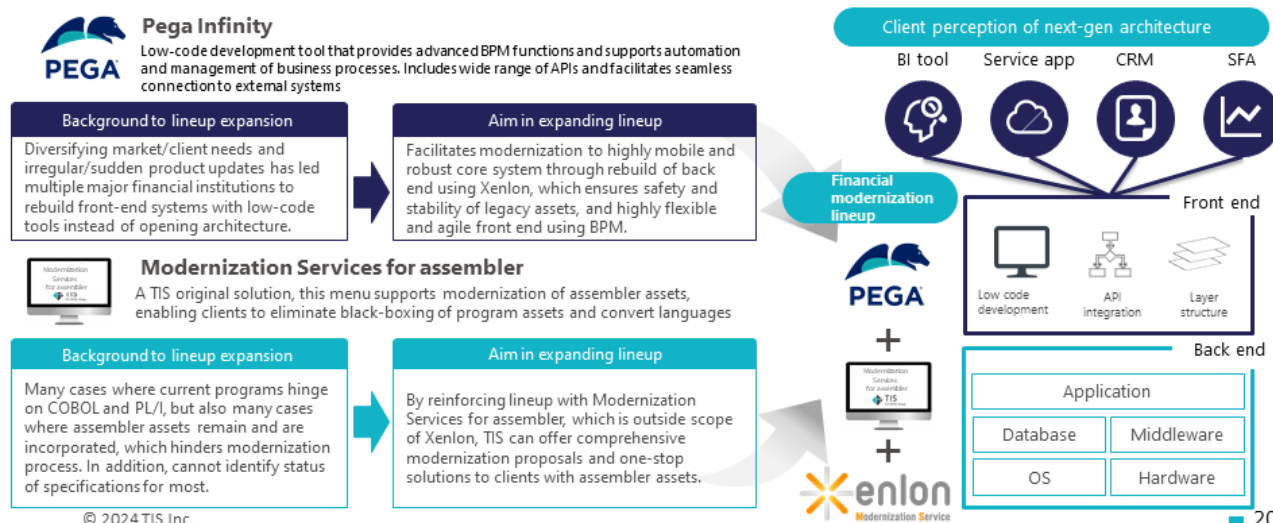 Pega Infinity
Low-code development tool that provides advanced BPM functions and supports automation
and management of business processes. Includes wide range of APIs and facilitates seamless
connection to external systems
PEGA
Background to lineup expansion
Diversifying market/client needs and
irregular/sudden product updates has led
multiple major financial institutions to
rebuild front-end systems with low-code
tools instead of opening architecture.
Aim in expanding lineup
Facilitates modernization to highly mobile and
robust core system through rebuild of back
end using Xenlon, which ensures safety and
stability of legacy assets, and highly flexible
and agile front end using BPM.
Modernization
Services
for assembler
TIS
Modernization Services for assembler
A TIS original solution, this menu supports modernization of assembler assets,
enabling clients to eliminate black-boxing of program assets and convert languages
Background to lineup expansion
Many cases where current programs hinge
on COBOL and PL/I, but also many cases
where assembler assets remain and are
incorporated, which hinders modernization
process. In addition, cannot identify status
of specifications for most.
Aim in expanding lineup
By reinforcing lineup with Modernization
Services for assembler, which is outside scope
of Xenlon, TIS can offer comprehensive
modernization proposals and one-stop
solutions to clients with assembler assets.
Client perception of next-gen architecture
BI tool
Service app
CRM
SFA
Financial
modernization
lineup
PEGA
+
Modernization
Services
for assembler
TIS
+
Xenlon
Modernization Service
Front end
Low code
development
API
integration
Layer
structure
Back end
Application
Database
Middleware
OS
Hardware
© 2024 TIS Inc.
20